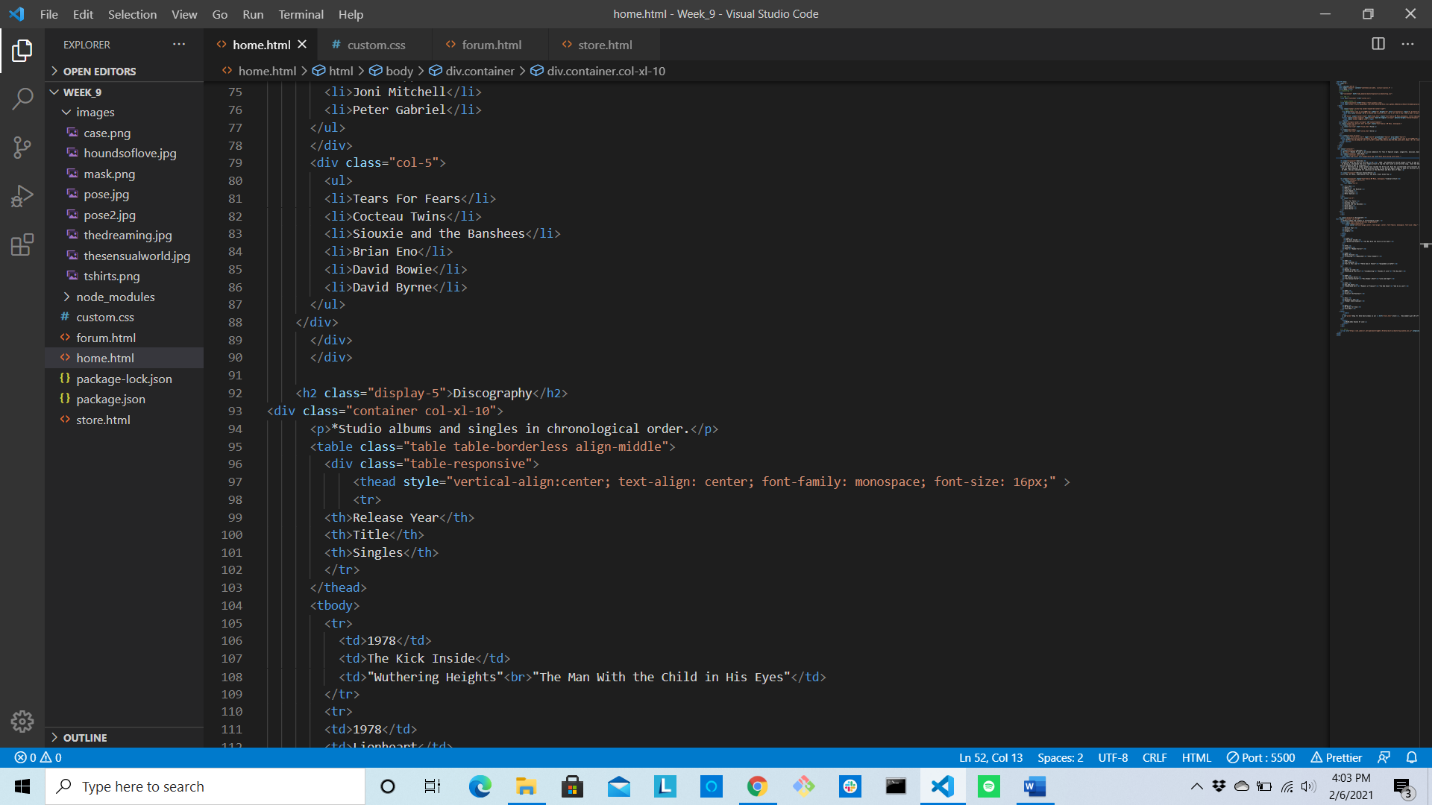 File Edit Selection View Go Run Terminal Help
home.html - Week_9 - Visual Studio Code
EXPLORER
OPEN EDITORS
WEEK_9
images
case.png
houndsoflove.jpg
mask.png
pose.jpg
pose2.jpg
thedreaming.jpg
thesensualworld.jpg
tshirts.png
node_modules
custom.css
forum.html
home.html
package-lock.json
package.json
store.html
OUTLINE
home.html custom.css forum.html store.html
home.html > html > body > div.container > div.container.col-xl-10
75 <li>Joni Mitchell</li>
76 <li>Peter Gabriel</li>
77 </ul>
78 </div>
79 <div class="col-5">
80 <ul>
81 <li>Tears For Fears</li>
82 <li>Cocteau Twins</li>
83 <li>Siouxie and the Banshees</li>
84 <li>Brian Eno</li>
85 <li>David Bowie</li>
86 <li>David Byrne</li>
87 </ul>
88 </div>
89 </div>
90 </div>
91
92 <h2 class="display-5">Discography</h2>
93 <div class="container col-xl-10">
94 <p>*Studio albums and singles in chronological order.</p>
95 <table class="table table-borderless align-middle">
96 <div class="table-responsive">
97 <thead style="vertical-align:center; text-align: center; font-family: monospace; font-size: 16px;" >
98 <tr>
99 <th>Release Year</th>
100 <th>Title</th>
101 <th>Singles</th>
102 </tr>
103 </thead>
104 <tbody>
105 <tr>
106 <td>1978</td>
107 <td>The Kick Inside</td>
108 <td>"Wuthering Heights"<br>"The Man With the Child in His Eyes"</td>
109 </tr>
110 <tr>
111 <td>1978</td>
112 <td>Lionheart</td>
0 0
Ln 52, Col 13 Spaces: 2 UTF-8 CRLF HTML Port : 5500 Prettier
Type here to search
4:03 PM
2/6/2021
3